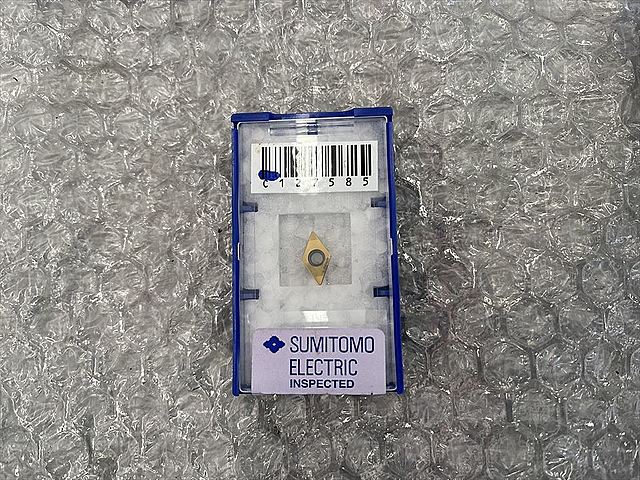 C127585
SUMITOMO
ELECTRIC
INSPECTED